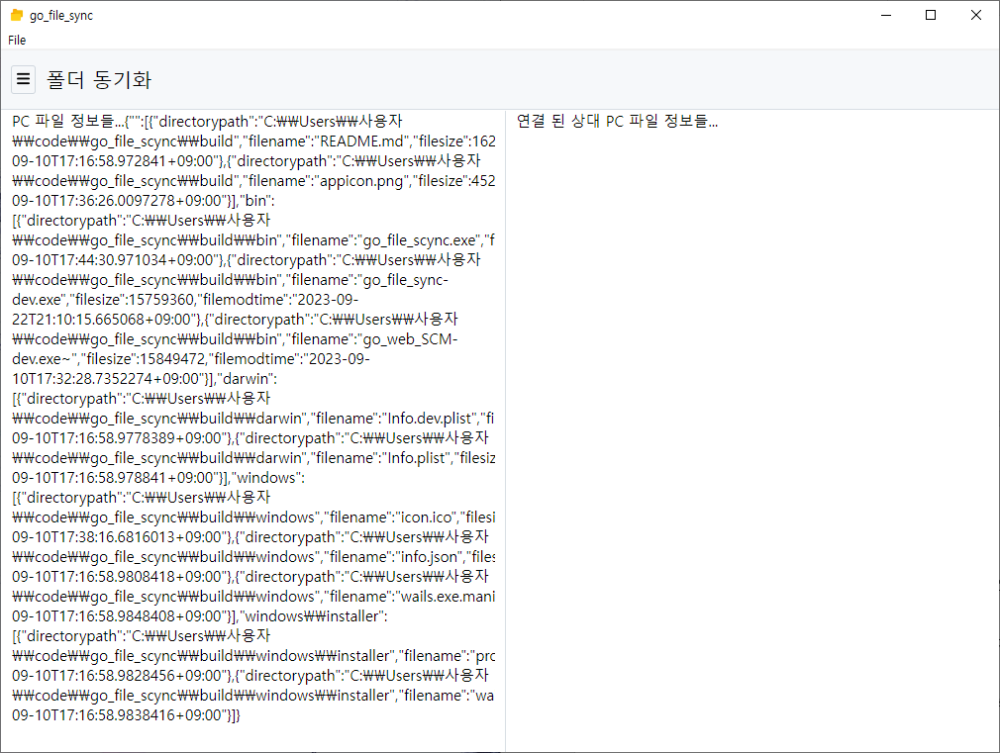 go_file_sync
File
폴더 동기화
PC 파일 정보들...{"":[{"directorypath":"C:₩₩Users₩₩사용자
₩₩code₩₩go_file_scync₩₩build","filename":"README.md","filesize":162
09-10T17:16:58.972841+09:00"},{"directorypath":"C:₩₩Users₩₩사용자
₩₩code₩₩go_file_scync₩₩build","filename":"appicon.png","filesize":452
09-10T17:36:26.0097278+09:00"}],"bin":
[{"directorypath":"C:₩₩Users₩₩사용자
₩₩code₩₩go_file_scync₩₩build₩₩bin","filename":"go_file_scync.exe","f
09-10T17:44:30.971034+09:00"},{"directorypath":"C:₩₩Users₩₩사용자
₩₩code₩₩go_file_scync₩₩build₩₩bin","filename":"go_file_sync-
dev.exe","filesize":15759360,"filemodtime":"2023-09-
22T21:10:15.665068+09:00"},{"directorypath":"C:₩₩Users₩₩사용자
₩₩code₩₩go_file_scync₩₩build₩₩bin","filename":"go_web_SCM-
dev.exe~","filesize":15849472,"filemodtime":"2023-09-
10T17:32:28.7352274+09:00"}],"darwin":
[{"directorypath":"C:₩₩Users₩₩사용자
₩₩code₩₩go_file_scync₩₩build₩₩darwin","filename":"Info.dev.plist","fi
09-10T17:16:58.9778389+09:00"},{"directorypath":"C:₩₩Users₩₩사용자
₩₩code₩₩go_file_scync₩₩build₩₩darwin","filename":"Info.plist","filesiz
09-10T17:16:58.978841+09:00"}],"windows":
[{"directorypath":"C:₩₩Users₩₩사용자
₩₩code₩₩go_file_scync₩₩build₩₩windows","filename":"icon.ico","filesi
09-10T17:38:16.6816013+09:00"},{"directorypath":"C:₩₩Users₩₩사용자
₩₩code₩₩go_file_scync₩₩build₩₩windows","filename":"info.json","files
09-10T17:16:58.9808418+09:00"},{"directorypath":"C:₩₩Users₩₩사용자
₩₩code₩₩go_file_scync₩₩build₩₩windows","filename":"wails.exe.mani
09-10T17:16:58.9848408+09:00"}],"windows₩₩installer":
[{"directorypath":"C:₩₩Users₩₩사용자
₩₩code₩₩go_file_scync₩₩build₩₩windows₩₩installer","filename":"prc
09-10T17:16:58.9828456+09:00"},{"directorypath":"C:₩₩Users₩₩사용자
₩₩code₩₩go_file_scync₩₩build₩₩windows₩₩installer","filename":"wa
09-10T17:16:58.9838416+09:00"}]}
연결 된 상대 PC 파일 정보들...